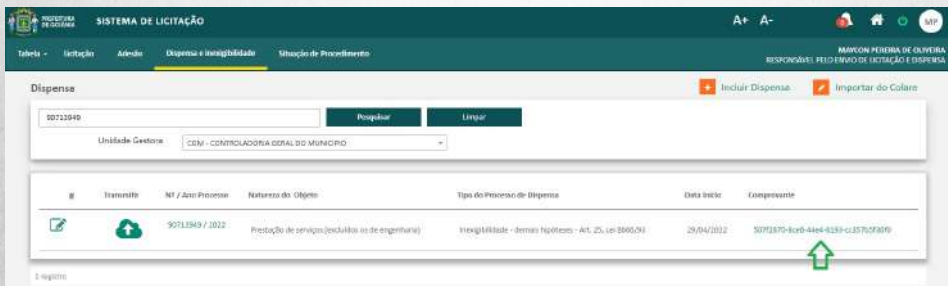 PREFEITURA DE GOIÂNIA SISTEMA DE LICITAÇÃO A+ A- MP
Tabela Licitação Adesão Dispensa e Inexigibilidade Situação de Procedimento MAYCON PEREIRA DE OLIVEIRA
RESPONSÁVEL PELO ENVIO DE LICITAÇÃO E DISPENSA
Dispensa Incluir Dispensa Importar do Colare
90713949 Pesquisar Limpar
Unidade Gestora CGM - CONTROLADORIA GERAL DO MUNICIPIO
# Transmitir Nº / Ano Processo Natureza do Objeto Tipo do Processo de Dispensa Data Início Comprovante
90713949 / 2022 Prestação de serviços (excluídos os de engenharia) Inexigibilidade - demais hipóteses - Art. 25, Lei 8666/93 29/04/2022
1 registro